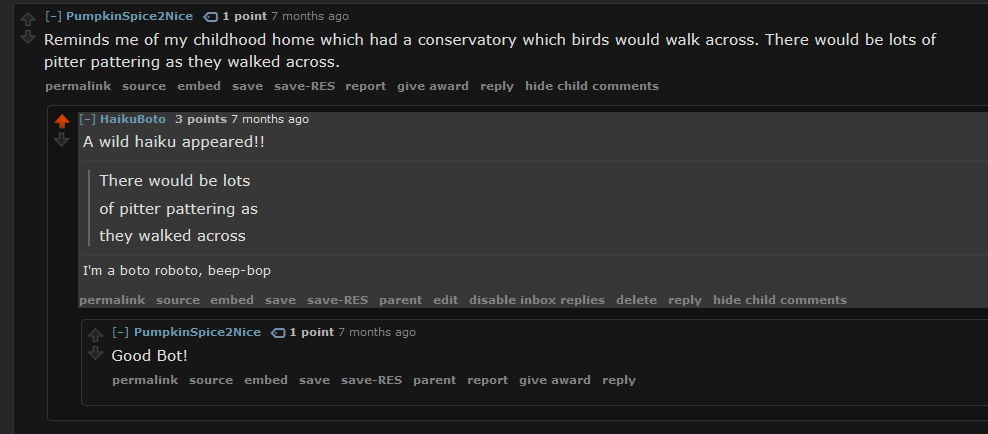 [-] PumpkinSpice2Nice 1 point 7 months ago
Reminds me of my childhood home which had a conservatory which birds would walk across. There would be lots of
pitter pattering as they walked across.
permalink source embed save save-RES report give award reply hide child comments
[-] HaikuBoto 3 points 7 months ago
A wild haiku appeared!!
There would be lots
of pitter pattering as
they walked across
I'm a boto roboto, beep-bop
permalink source embed save save-RES parent edit disable inbox replies delete reply hide child comments
[-] PumpkinSpice2Nice 1 point 7 months ago
Good Bot!
permalink source embed save save-RES parent report give award reply